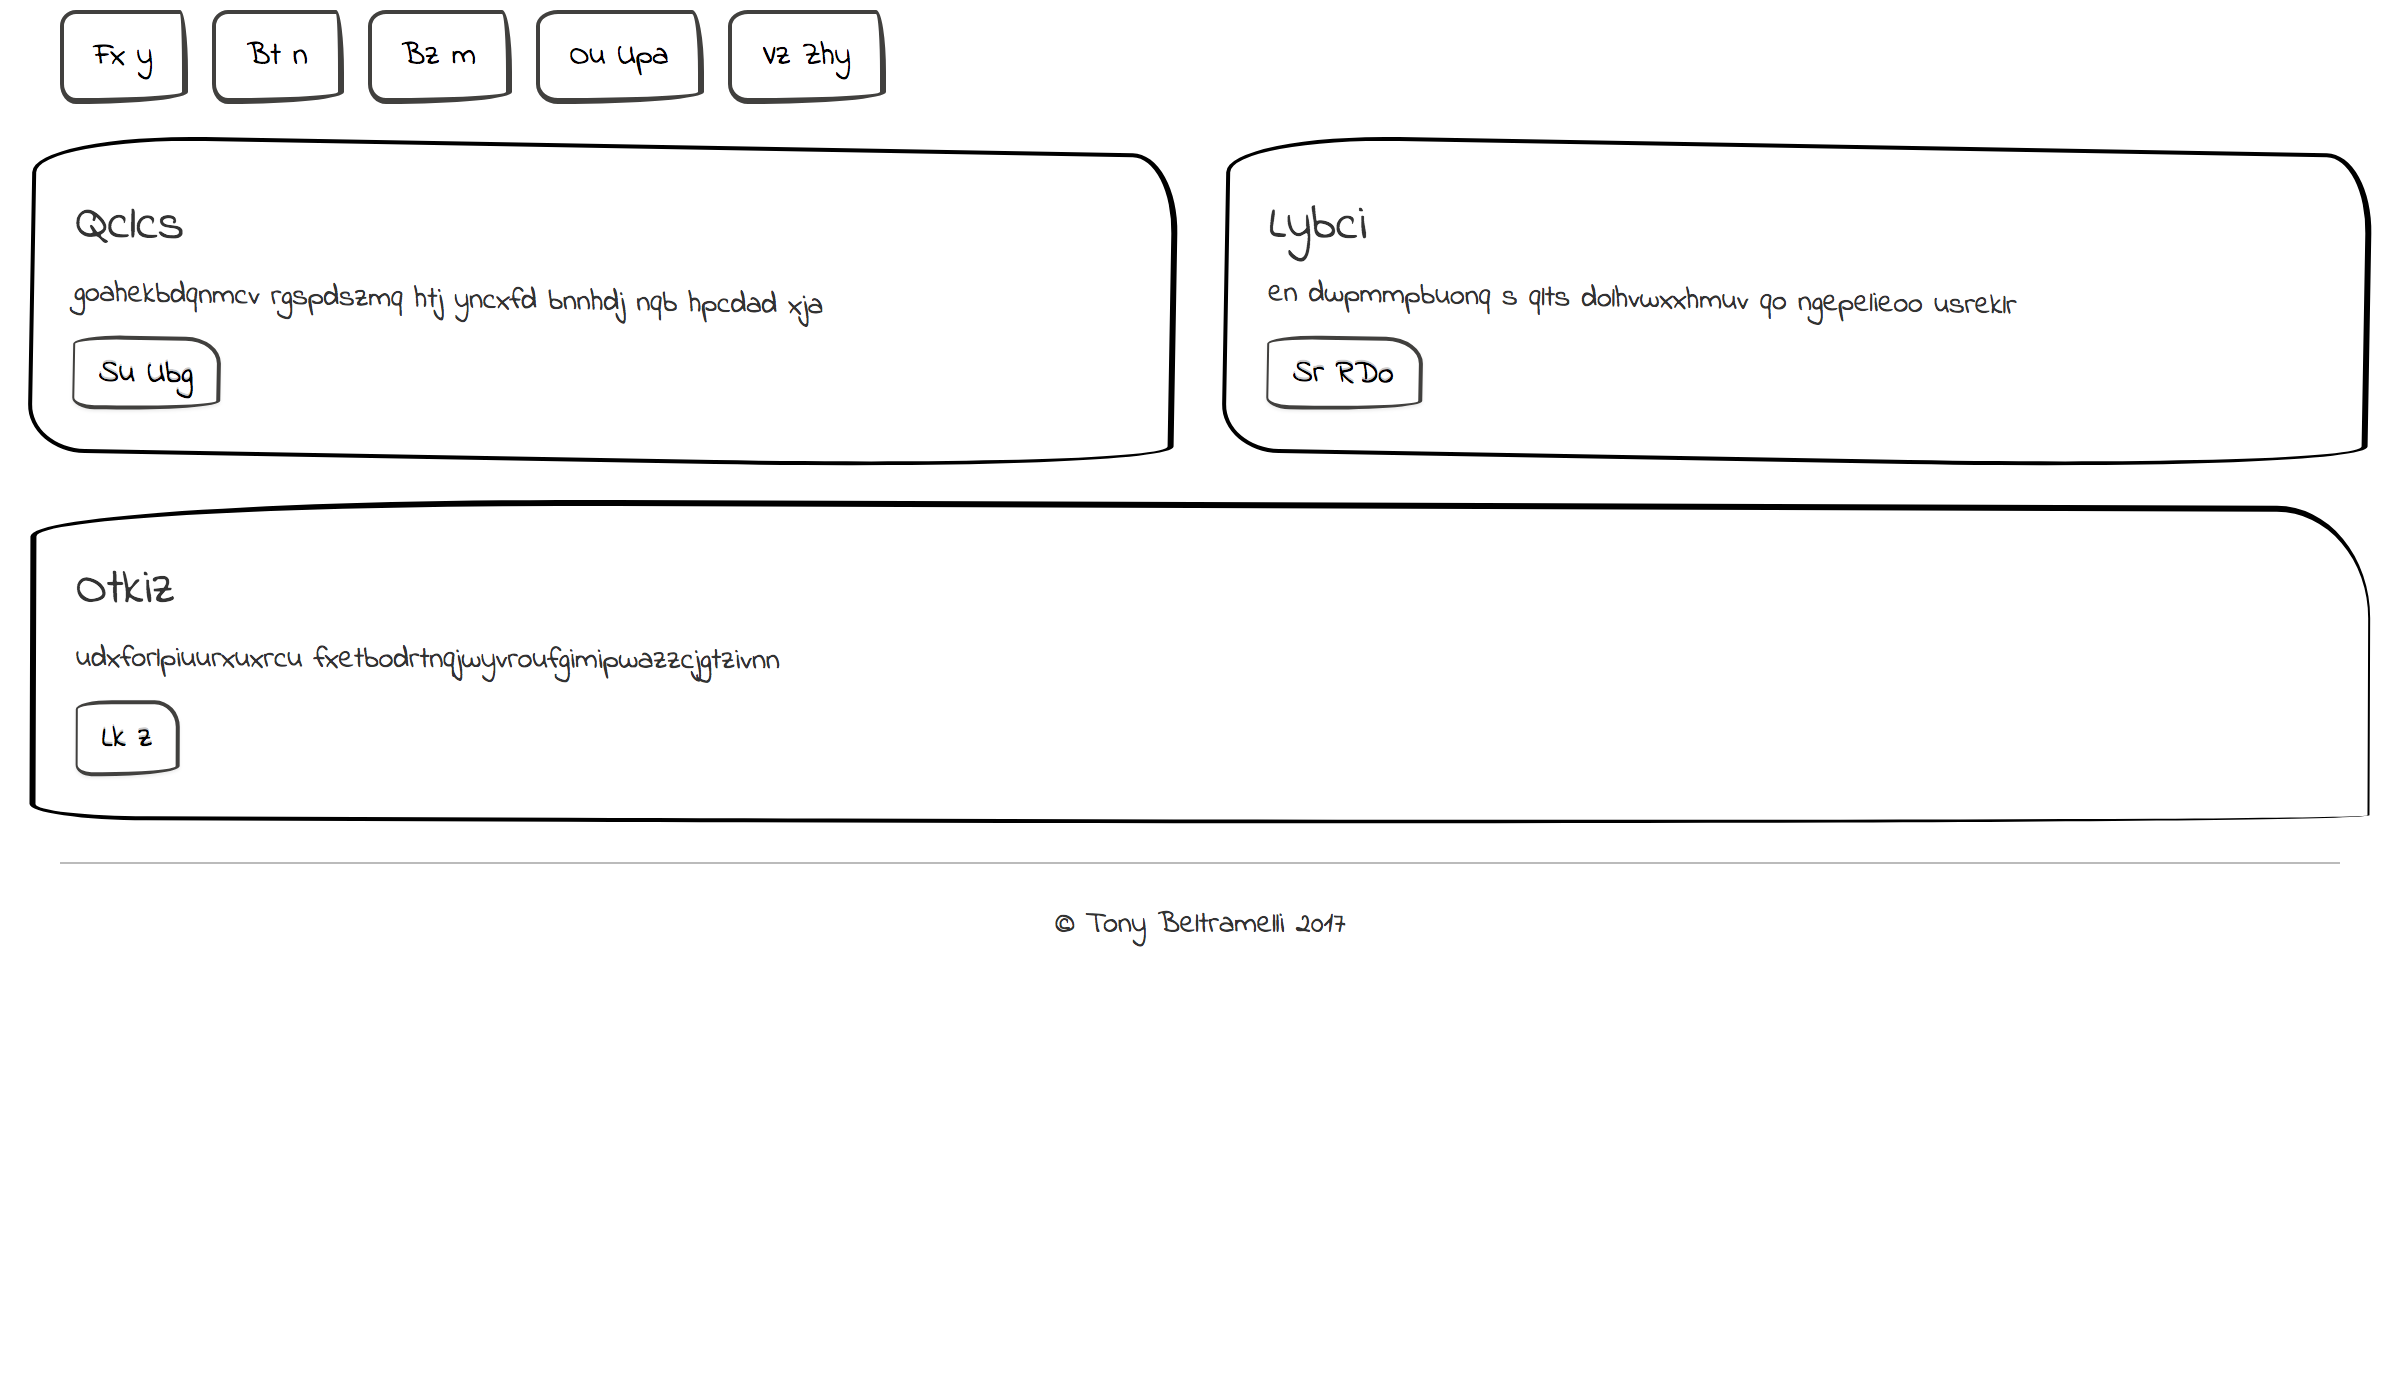 Fx y Bt n Bz m Ou Upa Vz Zhy
Qclcs
goahekbdqnmcv rgspdszmq htj yncxfd bnnhdj nqb hpcdad xja
Su Ubg
Lybci
en dwpmmpbuonq s qlts dolhvwxxhmuv qo ngepelieoo usreklr
Sr RDo
Otkiz
udxforlpiuurxuxrcu fxetbodrtnqjwyvroufgimipwazzcjgtzivnn
Lk z
© Tony Beltramelli 2017